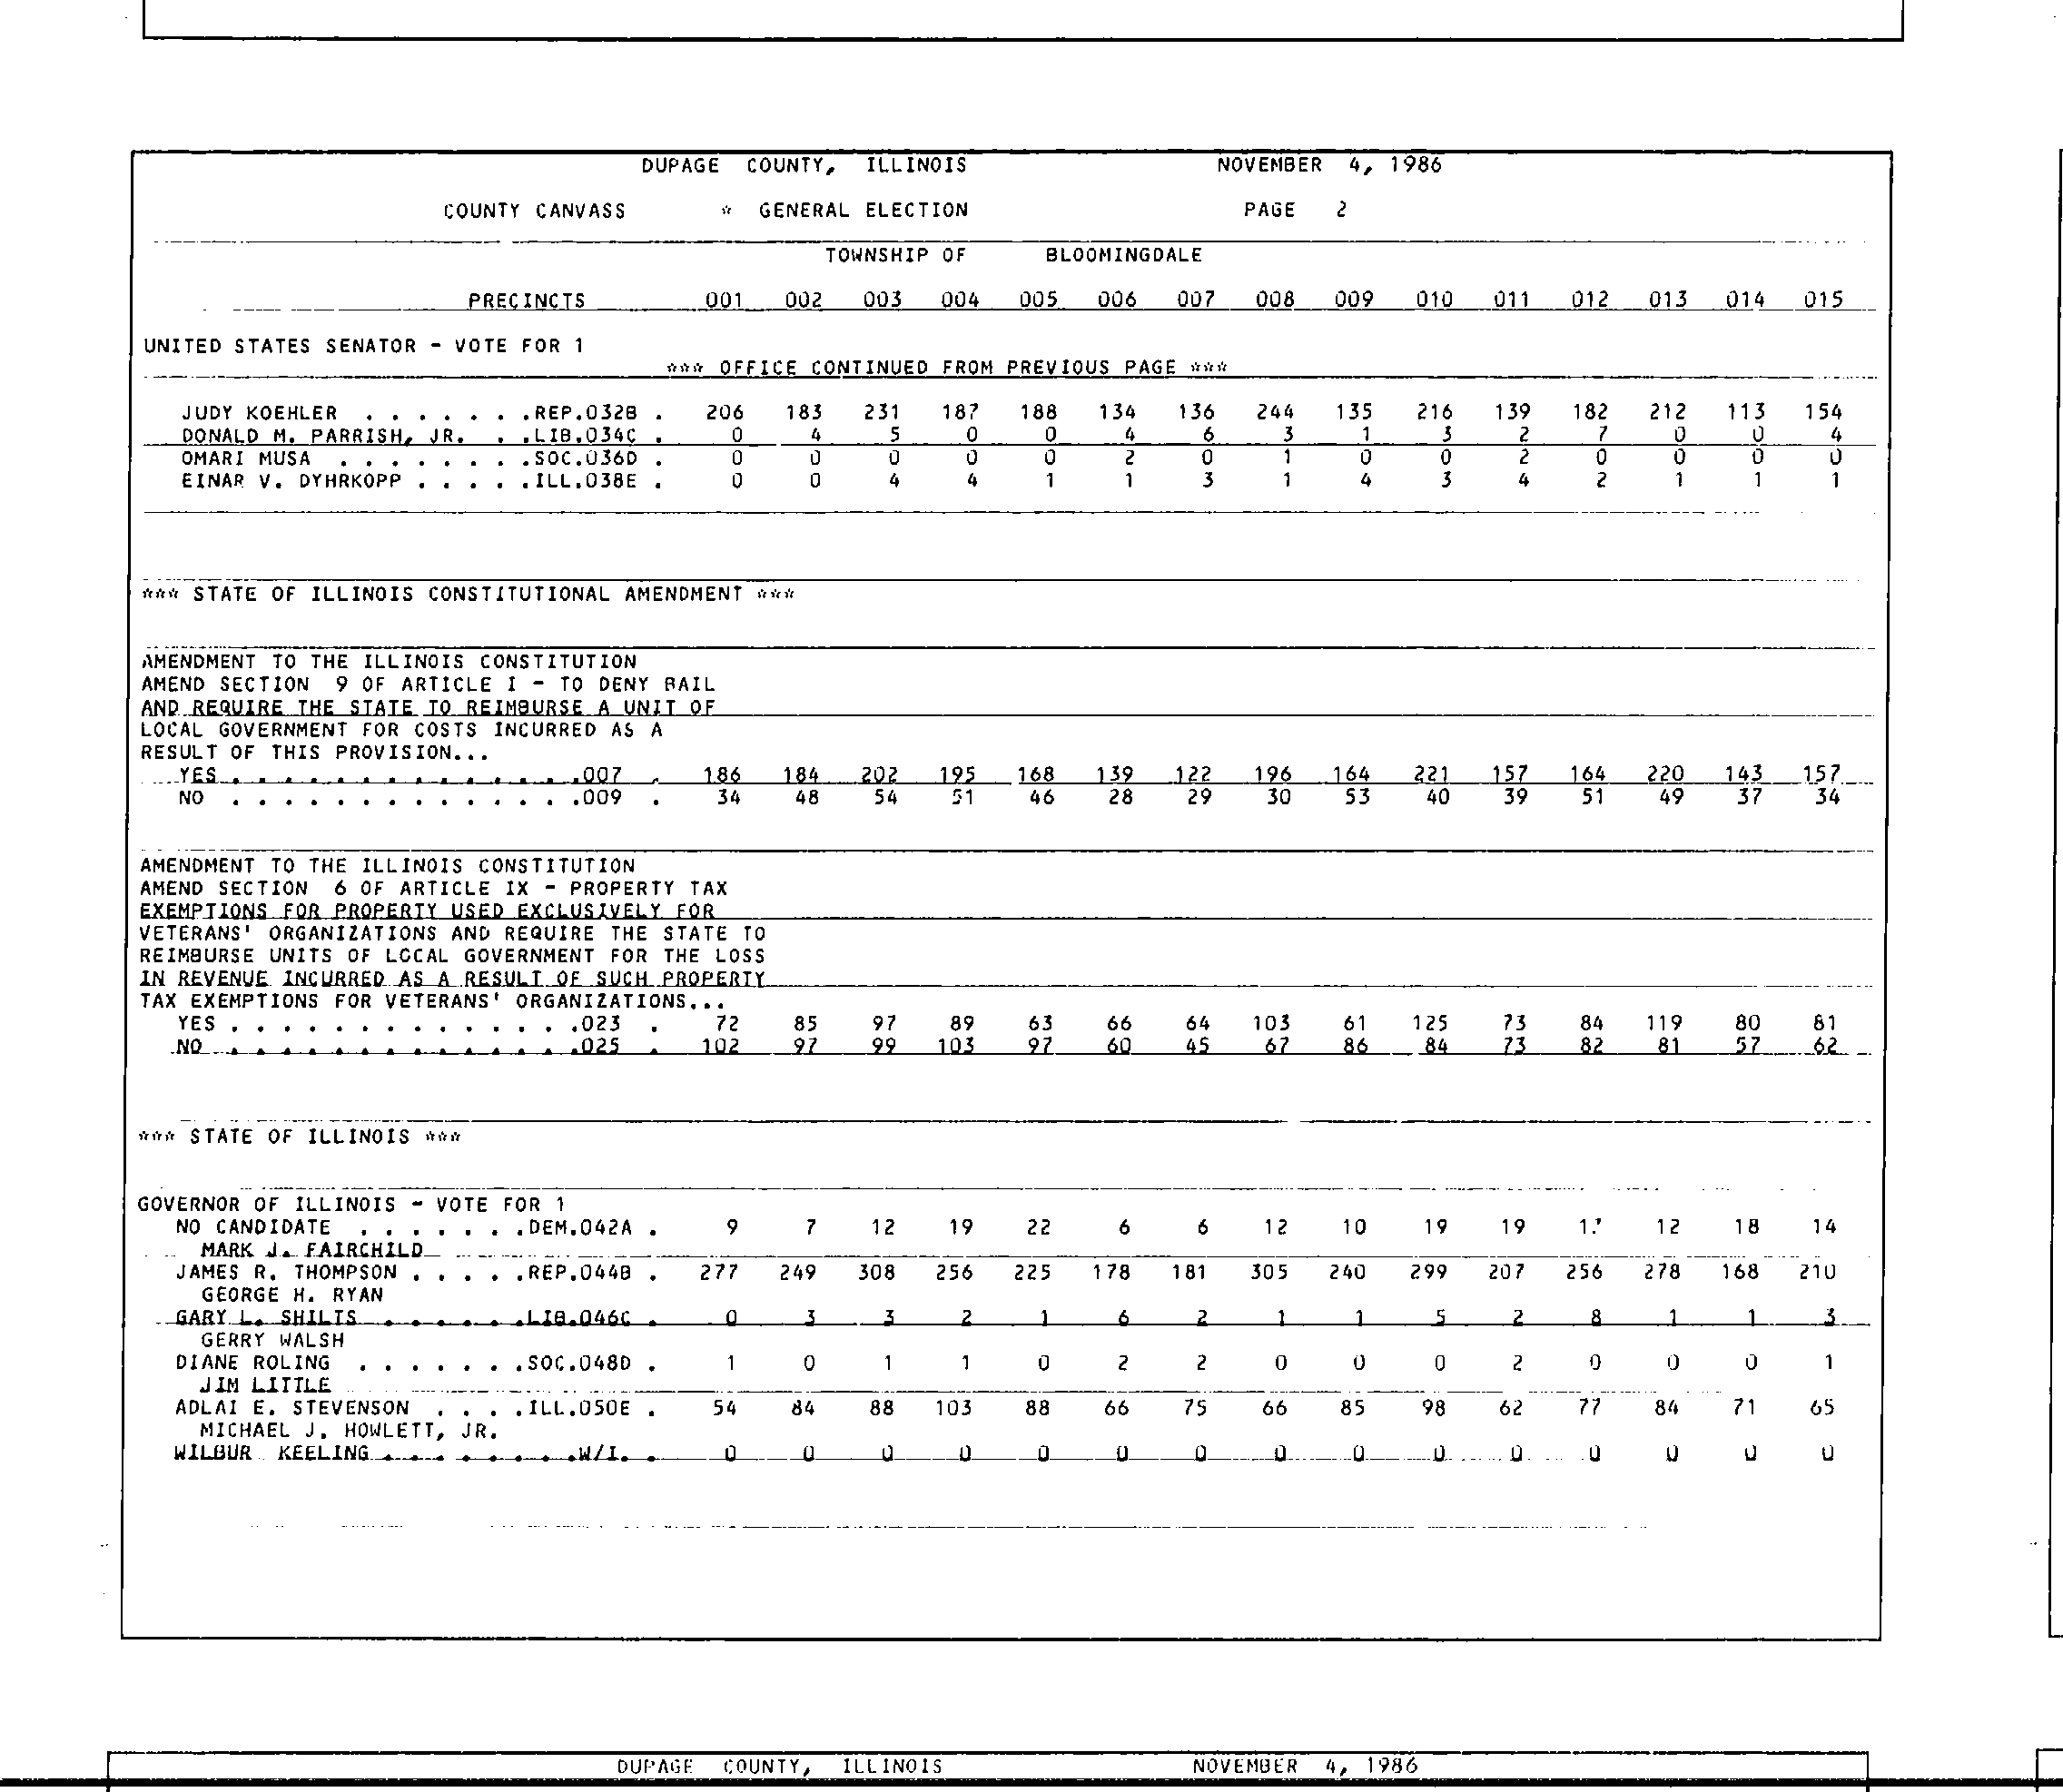 DUPAGE COUNTY, ILLINOIS NOVEMBER 4, 1986
COUNTY CANVASS * GENERAL ELECTION PAGE 2
TOWNSHIP OF BLOOMINGDALE
PRECINCTS 001 002 003 004 005 006 007 008 009 010 011 012 013 014 015
UNITED STATES SENATOR - VOTE FOR 1
*** OFFICE CONTINUED FROM PREVIOUS PAGE ***
JUDY KOEHLER . . . . . . .REP.032B . 206 183 231 187 188 134 136 244 135 216 139 182 212 113 154
DONALD M. PARRISH, JR. . .LIB.034C . 0 4 5 0 0 4 6 3 1 3 2 7 0 0 4
OMARI MUSA . . . . . . . .SOC.036D . 0 0 0 0 0 2 0 1 0 0 2 0 0 0 0
EINAR V. DYHRKOPP . . . . .ILL.038E . 0 0 4 4 1 1 3 1 4 3 4 2 1 1 1
*** STATE OF ILLINOIS CONSTITUTIONAL AMENDMENT ***
AMENDMENT TO THE ILLINOIS CONSTITUTION
AMEND SECTION 9 OF ARTICLE I - TO DENY BAIL
AND REQUIRE THE STATE TO REIMBURSE A UNIT OF
LOCAL GOVERNMENT FOR COSTS INCURRED AS A
RESULT OF THIS PROVISION...
YES . . . . . . . . . . . . . .007 . 186 184 202 195 168 139 122 196 164 221 157 164 220 143 157
NO . . . . . . . . . . . . . .009 . 34 48 54 51 46 28 29 30 53 40 39 51 49 37 34
AMENDMENT TO THE ILLINOIS CONSTITUTION
AMEND SECTION 6 OF ARTICLE IX - PROPERTY TAX
EXEMPTIONS FOR PROPERTY USED EXCLUSIVELY FOR
VETERANS' ORGANIZATIONS AND REQUIRE THE STATE TO
REIMBURSE UNITS OF LOCAL GOVERNMENT FOR THE LOSS
IN REVENUE INCURRED AS A RESULT OF SUCH PROPERTY
TAX EXEMPTIONS FOR VETERANS' ORGANIZATIONS...
YES . . . . . . . . . . . . . .023 . 72 85 97 89 63 66 64 103 61 125 73 84 119 80 81
NO . . . . . . . . . . . . . .025 . 102 97 99 103 97 60 45 67 86 84 73 82 81 57 62
*** STATE OF ILLINOIS ***
GOVERNOR OF ILLINOIS - VOTE FOR 1
NO CANDIDATE . . . . . . .DEM.042A . 9 7 12 19 22 6 6 12 10 19 19 12 18 14
MARK J. FAIRCHILD
JAMES R. THOMPSON . . . . .REP.044B . 277 249 308 256 225 178 181 305 240 299 207 256 278 168 210
GEORGE H. RYAN
GARY L. SHILTS . . . . . .LIB.046C . 0 3 3 2 1 6 2 1 1 5 2 8 1 1 3
GERRY WALSH
DIANE ROLING . . . . . . .SOC.048D . 1 0 1 1 0 2 2 0 0 0 2 0 0 0 1
JIM LITTLE
ADLAI E. STEVENSON . . . .ILL.050E . 54 84 88 103 88 66 75 66 85 98 62 77 84 71 65
MICHAEL J. HOWLETT, JR.
WILBUR KEELING . . . . . . . .W/I. . 0 0 0 0 0 0 0 0 0 0 0 0 0 0 0
DUPAGE COUNTY, ILLINOIS NOVEMBER 4, 1986